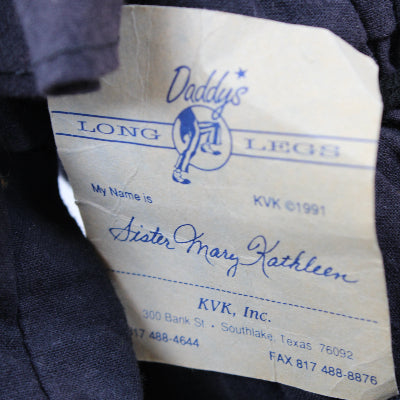 Daddy's
LONG LEGS
My Name is KVK ©1991
Sister Mary Kathleen
KVK, Inc.
300 Bank St • Southlake, Texas 76092
817 488-4644 FAX 817 488-8876